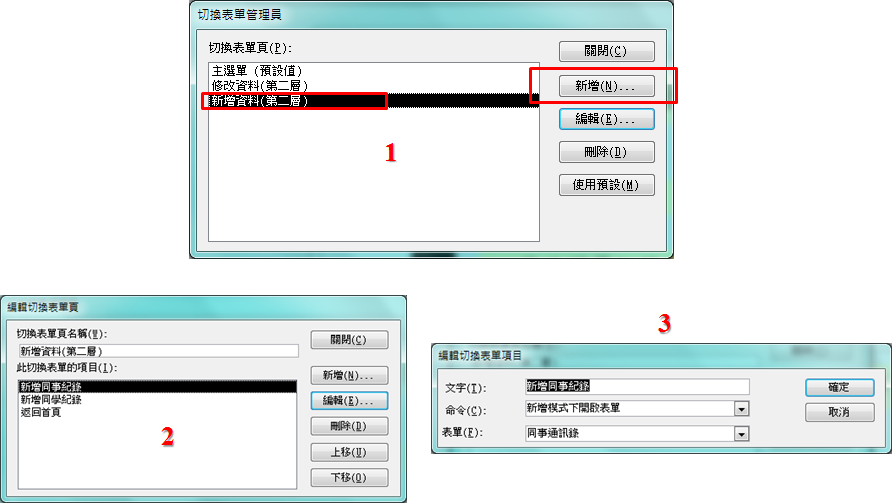 切換表單管理員
切換表單頁(P):
主選單 (預設值)
修改資料(第二層)
新增資料(第二層)
關閉(C)
新增(N)...
編輯(E)...
刪除(D)
使用預設(M)
1
編輯切換表單頁
切換表單頁名稱(W):
新增資料(第二層)
此切換表單的項目(I):
新增同事紀錄
新增同學紀錄
返回首頁
關閉(C)
新增(N)...
編輯(E)...
刪除(D)
上移(U)
下移(O)
2
3
編輯切換表單項目
文字(T):
新增同事紀錄
命令(C):
新增模式下開啟表單
表單(F):
同事通訊錄
確定
取消